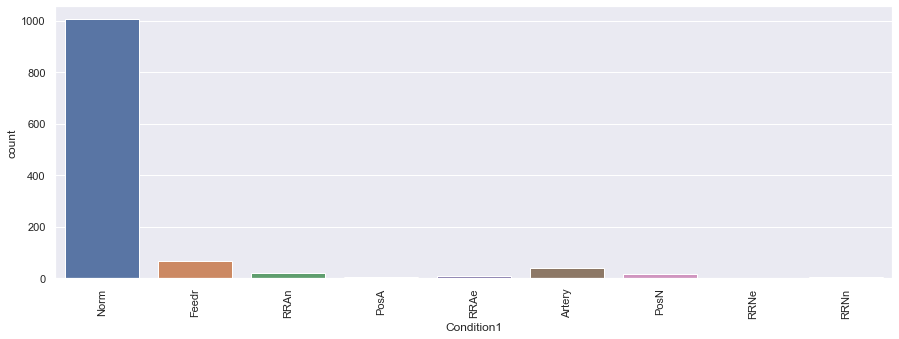 1000
800
600
400
200
0
count
Norm
Feedr
RRAn
PosA
RRAe
Artery
PosN
RRNe
RRNn
Condition1